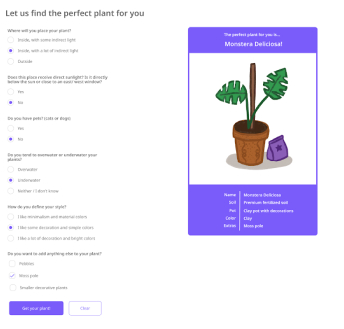 Let us find the perfect plant for you
Where will you place your plant?
Inside, with some indirect light
Inside, with a lot of indirect light
Outside
Does this place receive direct sunlight? Is it directly
below the sun or close to an east/west window?
Yes
No
Do you have pets? (cats or dogs)
Yes
No
Do you tend to overwater or underwater your
plants?
Overwater
Underwater
Neither / I don't know
How do you define your style?
I like minimalism and material colors
I like some decoration and simple colors
I like a lot of decoration and bright colors
Do you want to add anything else to your plant?
Pebbles
Moss pole
Smaller decorative plants
Get your plant!
Clear
The perfect plant for you is...
Monstera Deliciosa!
Name Monstera Deliciosa
Soil Premium fertilised soil
Pot Clay pot with decorations
Color Clay
Extras Moss pole